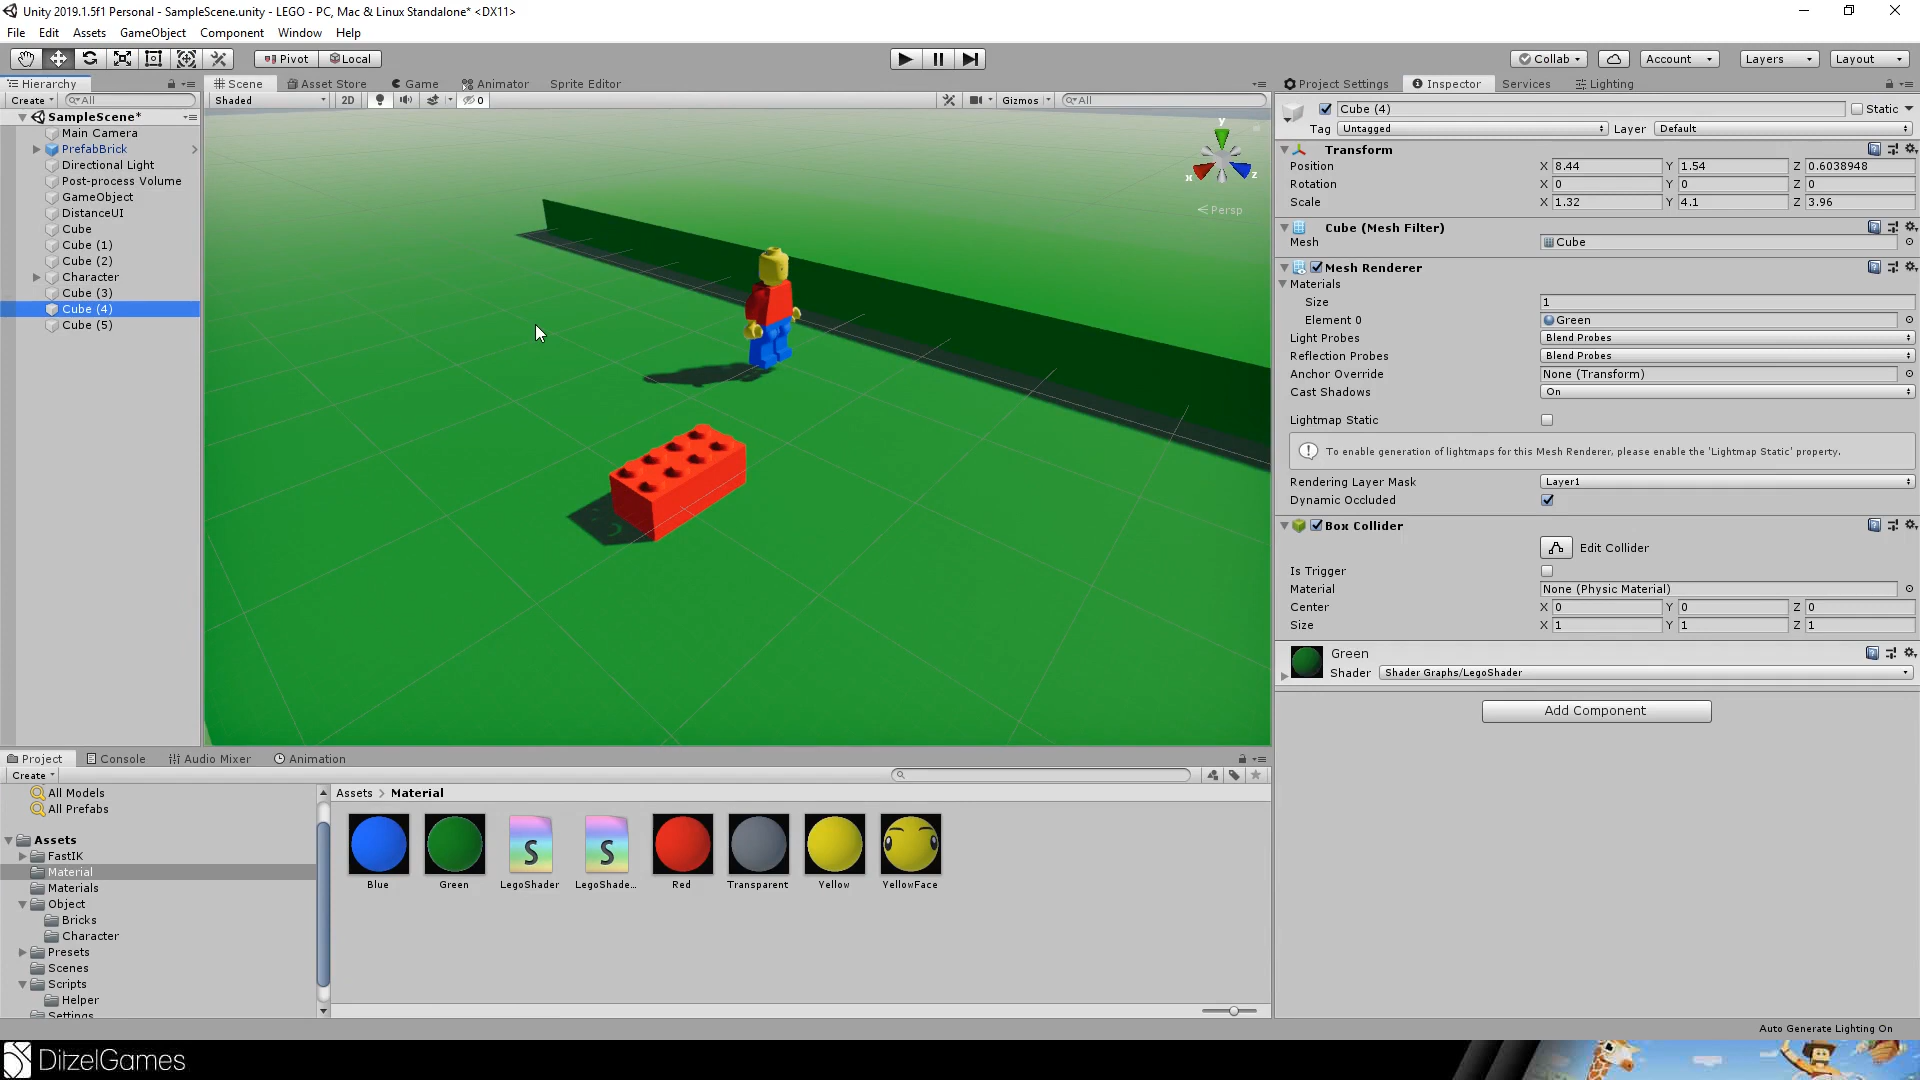 Unity 2019.1.5f1 Personal - SampleScene.unity - LEGO - PC, Mac & Linux Standalone* <DX11>
File Edit Assets GameObject Component Window Help
Pivot Local Collab Account Layers Layout
Hierarchy Scene Asset Store Game Animator Sprite Editor Project Settings Inspector Services Lighting
Create All Shaded 2D 0 Gizmos All
SampleScene*
Main Camera
PrefabBrick
Directional Light
Post-process Volume
GameObject
DistanceUI
Cube
Cube (1)
Cube (2)
Character
Cube (3)
Cube (4)
Cube (5)
y
x
z
Persp
Cube (4) Static
Tag Untagged Layer Default
Transform
Position X 8.44 Y 1.54 Z 0.6038948
Rotation X 0 Y 0 Z 0
Scale X 1.32 Y 4.1 Z 3.96
Cube (Mesh Filter)
Mesh Cube
Mesh Renderer
Materials
Size 1
Element 0 Green
Light Probes Blend Probes
Reflection Probes Blend Probes
Anchor Override None (Transform)
Cast Shadows On
Lightmap Static
To enable generation of lightmaps for this Mesh Renderer, please enable the 'Lightmap Static' property.
Rendering Layer Mask Layer1
Dynamic Occluded
Box Collider
Edit Collider
Is Trigger
Material None (Physic Material)
Center X 0 Y 0 Z 0
Size X 1 Y 1 Z 1
Green
Shader Shader Graphs/LegoShader
Add Component
Project Console Audio Mixer Animation
Create
All Models
All Prefabs
Assets
FastIK
Material
Materials
Object
Bricks
Character
Presets
Scenes
Scripts
Helper
Settings
Assets > Material
Blue Green LegoShader LegoShade... Red Transparent Yellow YellowFace
Auto Generate Lighting On
DitzelGames